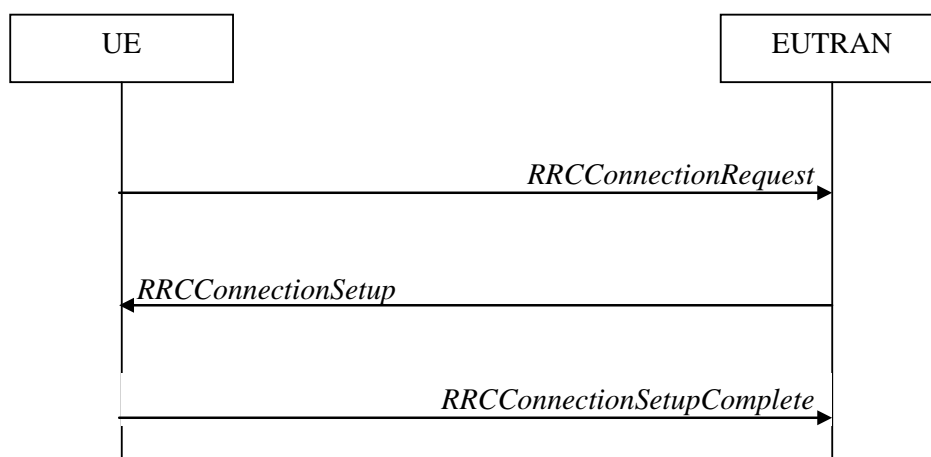 UE
EUTRAN
RRCConnectionRequest
RRCConnectionSetup
RRCConnectionSetupComplete